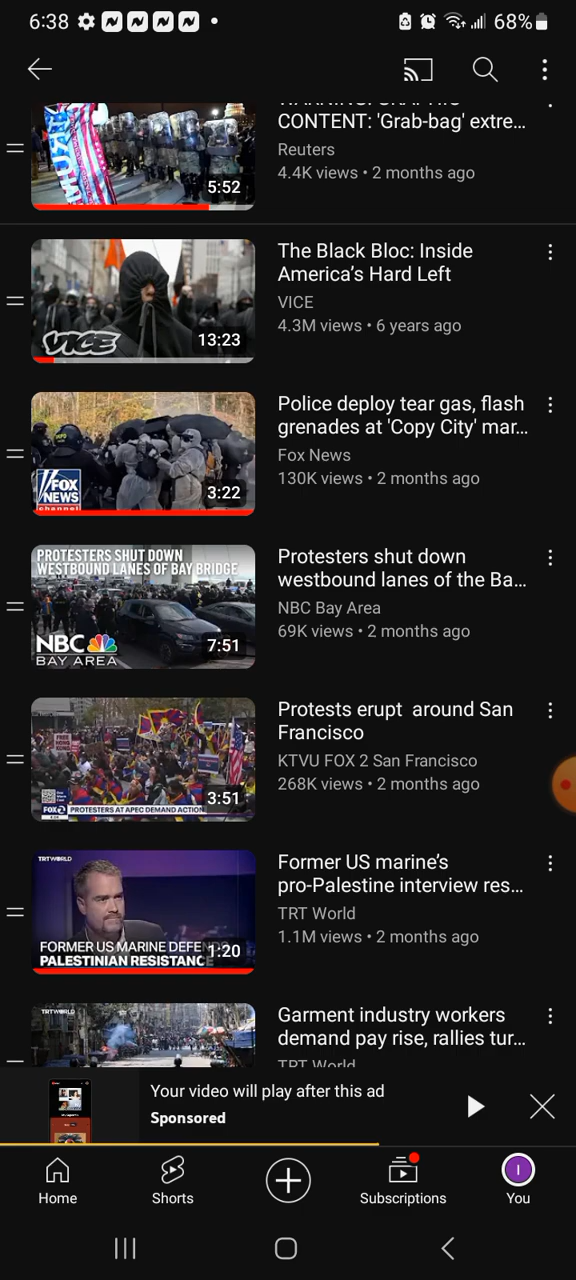 6:38
68%
CONTENT: 'Grab-bag' extre...
Reuters
4.4K views • 2 months ago
5:52
The Black Bloc: Inside
America's Hard Left
VICE
4.3M views • 6 years ago
VICE
13:23
Police deploy tear gas, flash
grenades at 'Copy City' mar...
Fox News
130K views • 2 months ago
FOX
NEWS
channel
3:22
PROTESTERS SHUT DOWN
WESTBOUND LANES OF BAY BRIDGE
NBC
BAY AREA
7:51
Protesters shut down
westbound lanes of the Ba...
NBC Bay Area
69K views • 2 months ago
Protests erupt around San
Francisco
KTVU FOX 2 San Francisco
268K views • 2 months ago
FREE
HONG
KONG
3:51
FOX 2
PROTESTERS AT APEC DEMAND ACTION
TRT WORLD
FORMER US MARINE DEFEN
PALESTINIAN RESISTANCE
1:20
Former US marine's
pro-Palestine interview res...
TRT World
1.1M views • 2 months ago
TRT WORLD
Garment industry workers
demand pay rise, rallies tur...
TRT World
Your video will play after this ad
Sponsored
Home
Shorts
Subscriptions
I
You